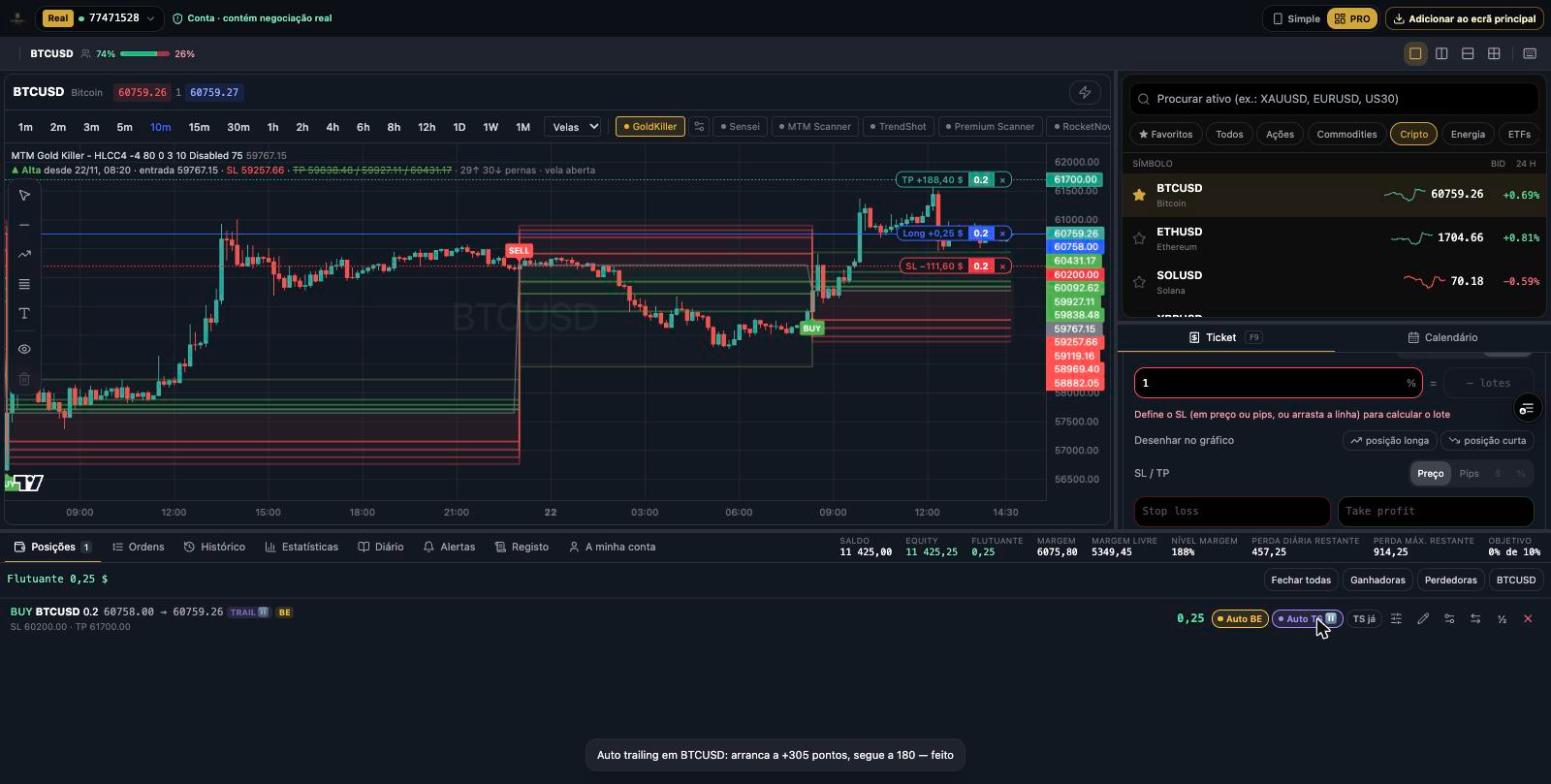 Real 77471528 Conta · contém negociação real Simple PRO Adicionar ao ecrã principal
BTCUSD 74% 26%
BTCUSD Bitcoin 60759.26 1 60759.27
1m 2m 3m 5m 10m 15m 30m 1h 2h 4h 6h 8h 12h 1D 1W 1M Velas GoldKiller Sensei MTM Scanner TrendShot Premium Scanner RocketNov
MTM Gold Killer – HLCC4 -4 80 0 3 10 Disabled 75 59767.15
▲ Alta desde 22/11, 08:20 · entrada 59767.15 · SL 59257.66 · TP 59838.48 / 59927.11 / 60431.17 · 29↑ 30↓ pernas · vela aberta
TP +188,40 $ 0.2 ×
Long +0,25 $ 0.2 ×
SL −111,60 $ 0.2 ×
SELL
BUY
BTCUSD
62000.00
61700.00
61500.00
61000.00
60759.26
60758.00
60431.17
60200.00
60092.62
59927.11
59838.48
59767.15
59257.66
59119.16
58969.40
58882.05
58000.00
57500.00
57000.00
56500.00
09:00 12:00 15:00 18:00 21:00 22 03:00 06:00 09:00 12:00 14:30
Procurar ativo (ex.: XAUUSD, EURUSD, US30)
★ Favoritos Todos Ações Commodities Cripto Energia ETFs
SÍMBOLO BID 24 H
BTCUSD 60759.26 +0.69%
Bitcoin
ETHUSD 1704.66 +0.81%
Ethereum
SOLUSD 70.18 −0.59%
Solana
Ticket F9 Calendário
1 % = — lotes
Define o SL (em preço ou pips, ou arrasta a linha) para calcular o lote
Desenhar no gráfico posição longa posição curta
SL / TP Preço Pips $ %
Stop loss Take profit
Posições 1 Ordens Histórico Estatísticas Diário Alertas Registo A minha conta
SALDO EQUITY FLUTUANTE MARGEM MARGEM LIVRE NÍVEL MARGEM PERDA DIÁRIA RESTANTE PERDA MÁX. RESTANTE OBJETIVO
11 425,00 11 425,25 0,25 6075,80 5349,45 188% 457,25 914,25 0% de 10%
Flutuante 0,25 $ Fechar todas Ganhadoras Perdedoras BTCUSD
BUY BTCUSD 0.2 60758.00 → 60759.26 TRAIL BE 0,25 Auto BE Auto TS TS já ½ ×
SL 60200.00 · TP 61700.00
Auto trailing em BTCUSD: arranca a +305 pontos, segue a 180 — feito